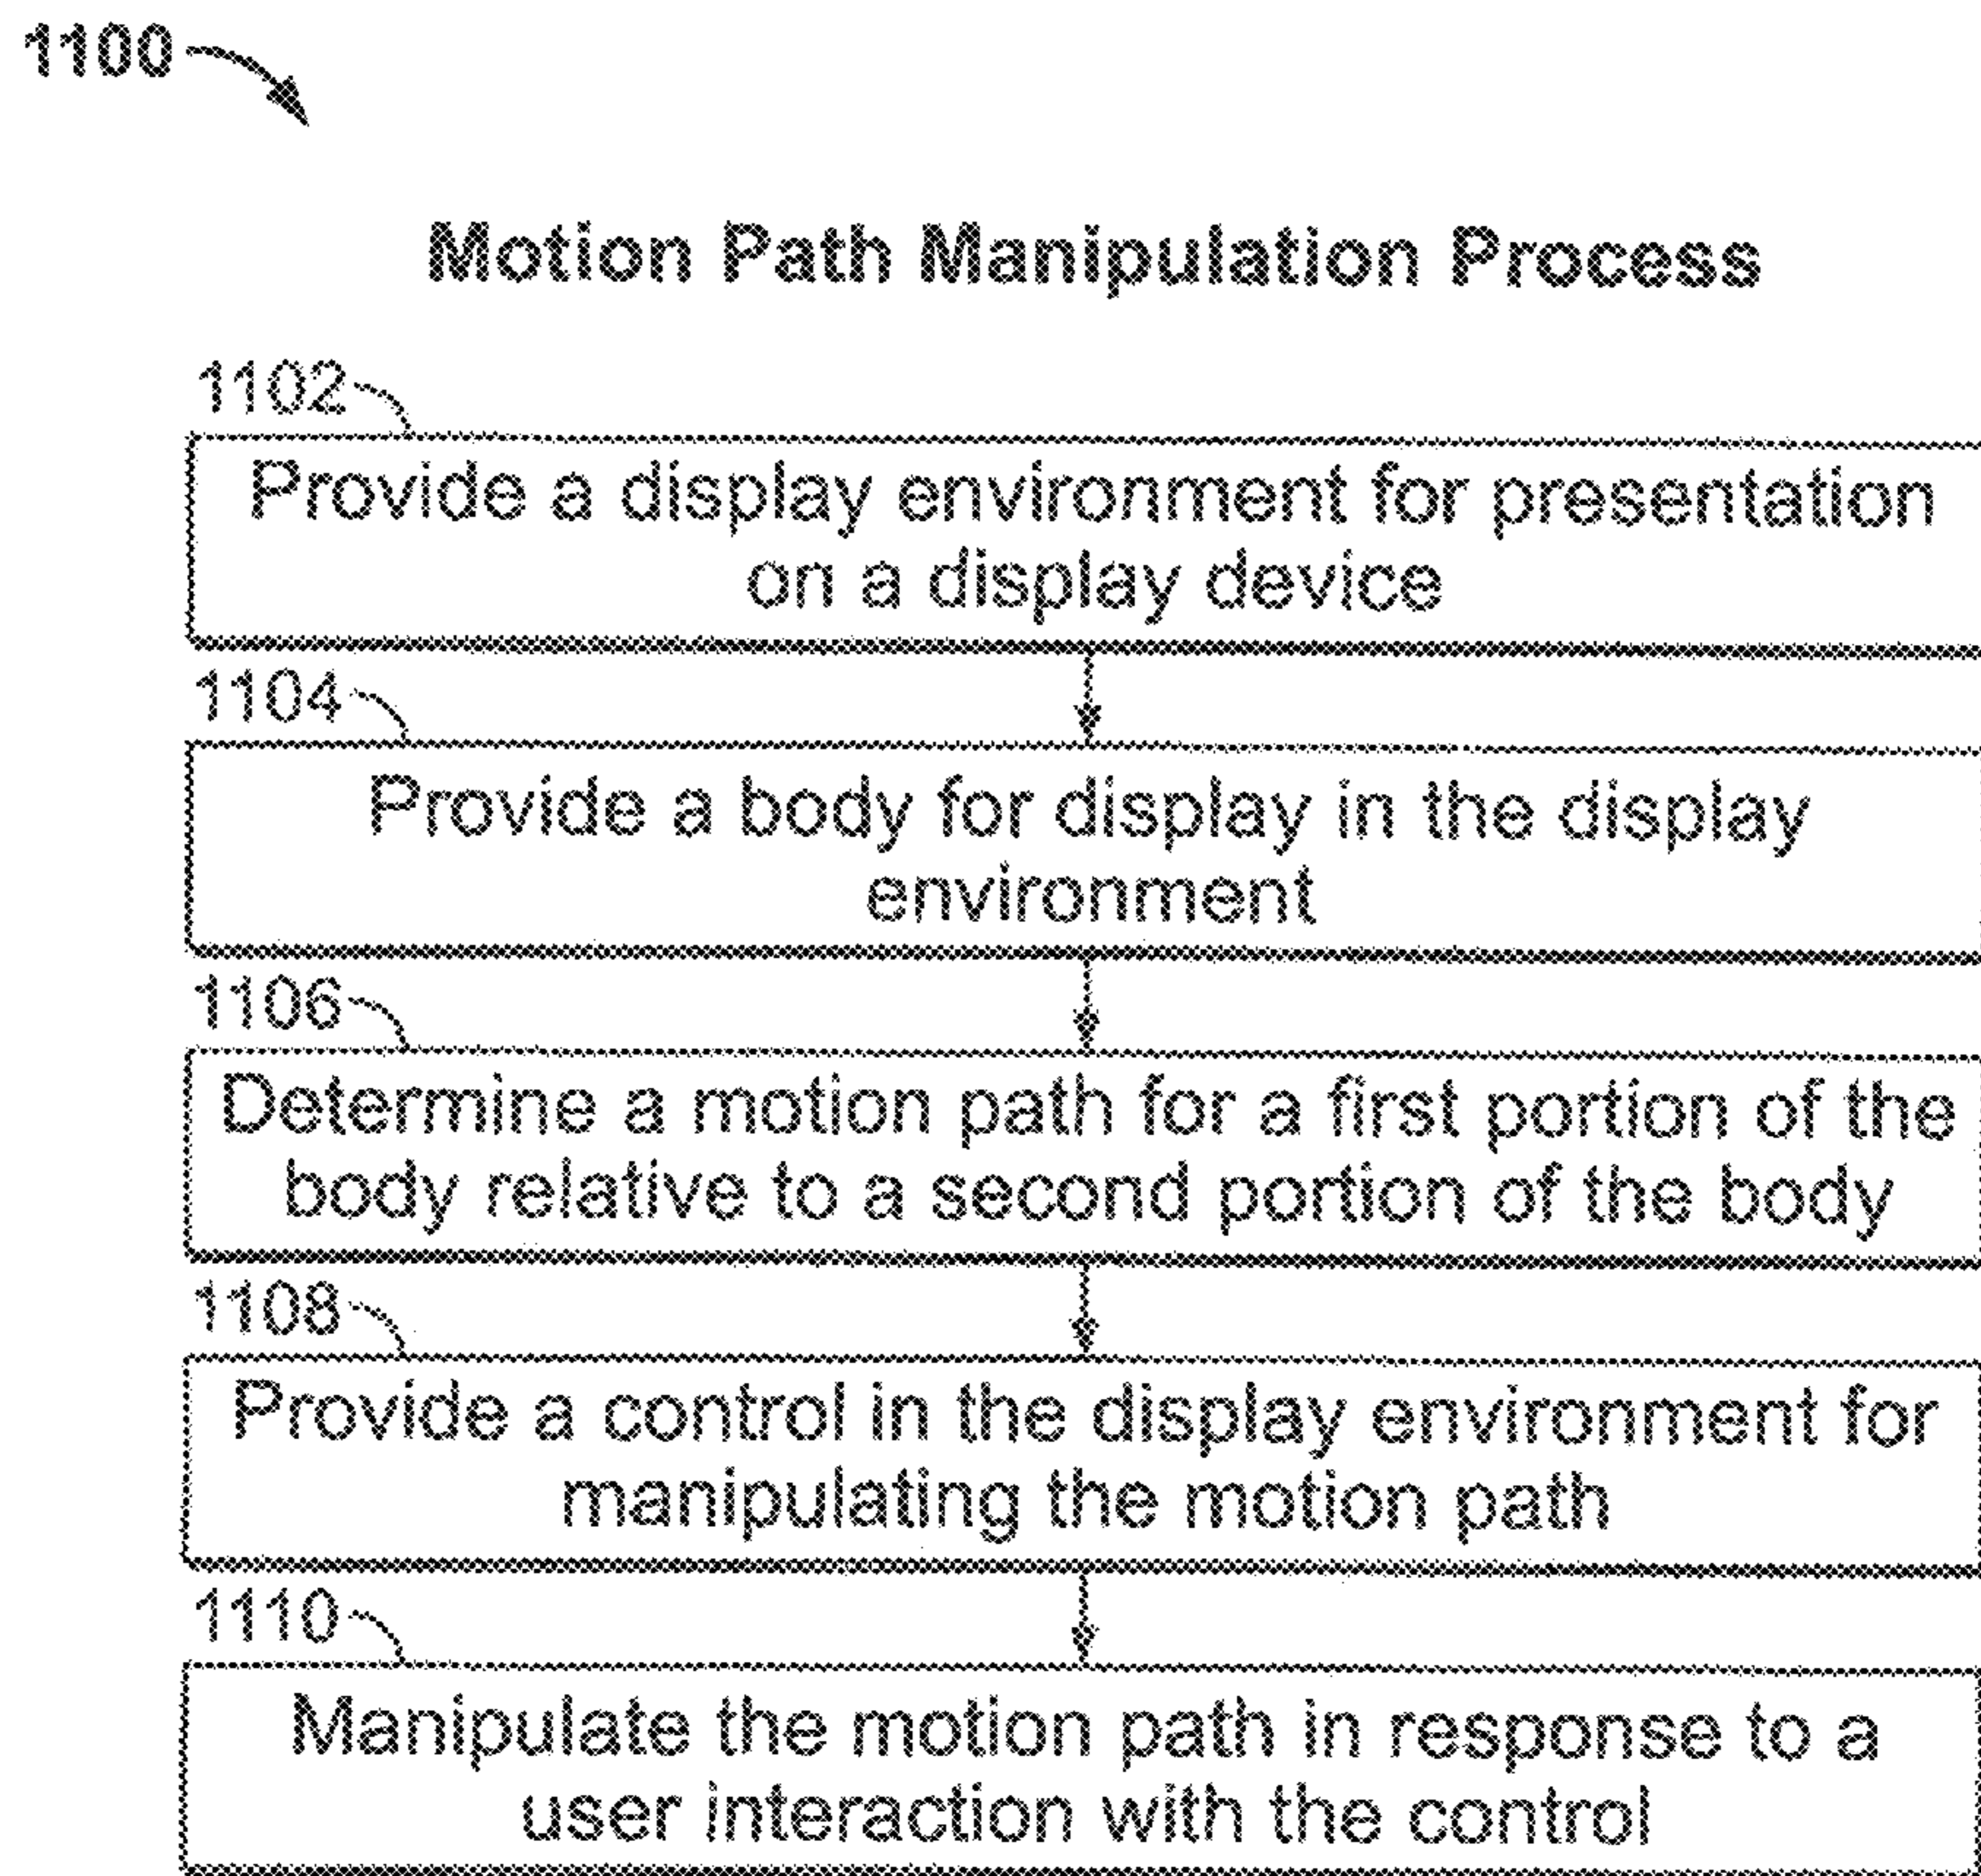 1100
Motion Path Manipulation Process
1102
Provide a display environment for presentation
on a display device
1104
Provide a body for display in the display
environment
1106
Determine a motion path for a first portion of the
body relative to a second portion of the body
1108
Provide a control in the display environment for
manipulating the motion path
1110
Manipulate the motion path in response to a
user interaction with the control